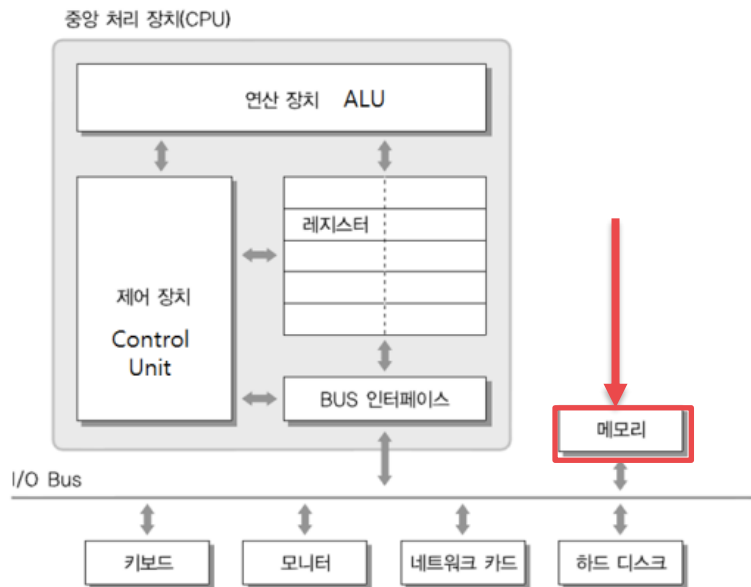 중앙 처리 장치(CPU)
연산 장치 ALU
레지스터
제어 장치
Control
Unit
BUS 인터페이스
메모리
I/O Bus
키보드
모니터
네트워크 카드
하드 디스크